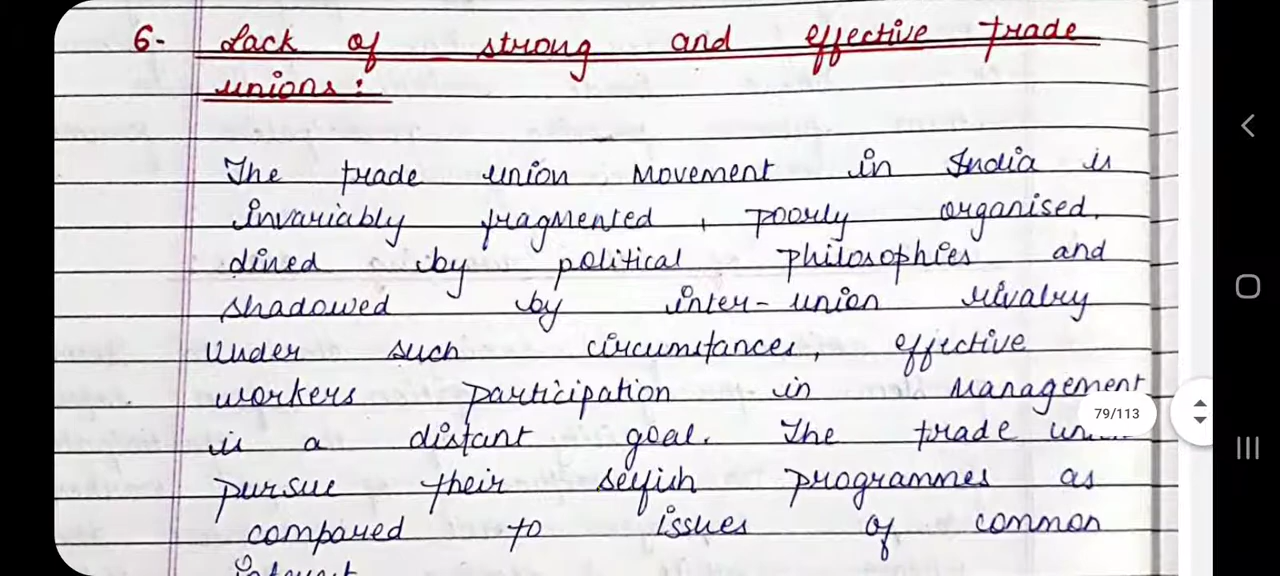 6- Lack of strong and effective trade
unions :
The trade union movement in India is
invariably fragmented , poorly organised.
dined by political philosophies and
shadowed by inter-union rivalry
Under such circumstances, effective
workers participation in management
is a distant goal. The trade
pursue their selfish programmes as
compared to issues of common
79/113